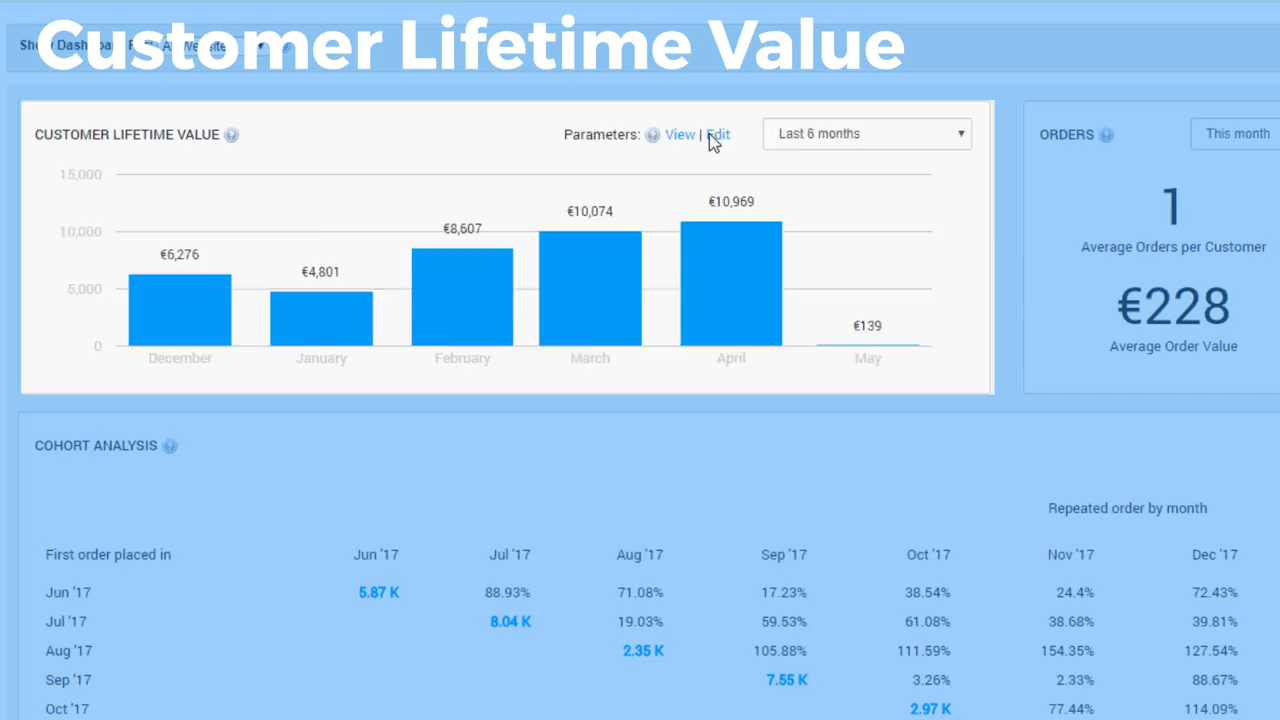 Customer Lifetime Value
CUSTOMER LIFETIME VALUE
Parameters: View | Edit
Last 6 months
15,000
10,000
5,000
0
€6,276
€4,801
€8,607
€10,074
€10,969
€139
December January February March April May
ORDERS
This month
1
Average Orders per Customer
€228
Average Order Value
COHORT ANALYSIS
Repeated order by month
First order placed in Jun '17 Jul '17 Aug '17 Sep '17 Oct '17 Nov '17 Dec '17
Jun '17 5.87 K 88.93% 71.08% 17.23% 38.54% 24.4% 72.43%
Jul '17 8.04 K 19.03% 59.53% 61.08% 38.68% 39.81%
Aug '17 2.35 K 105.88% 111.59% 154.35% 127.54%
Sep '17 7.55 K 3.26% 2.33% 88.67%
Oct '17 2.97 K 77.44% 114.09%